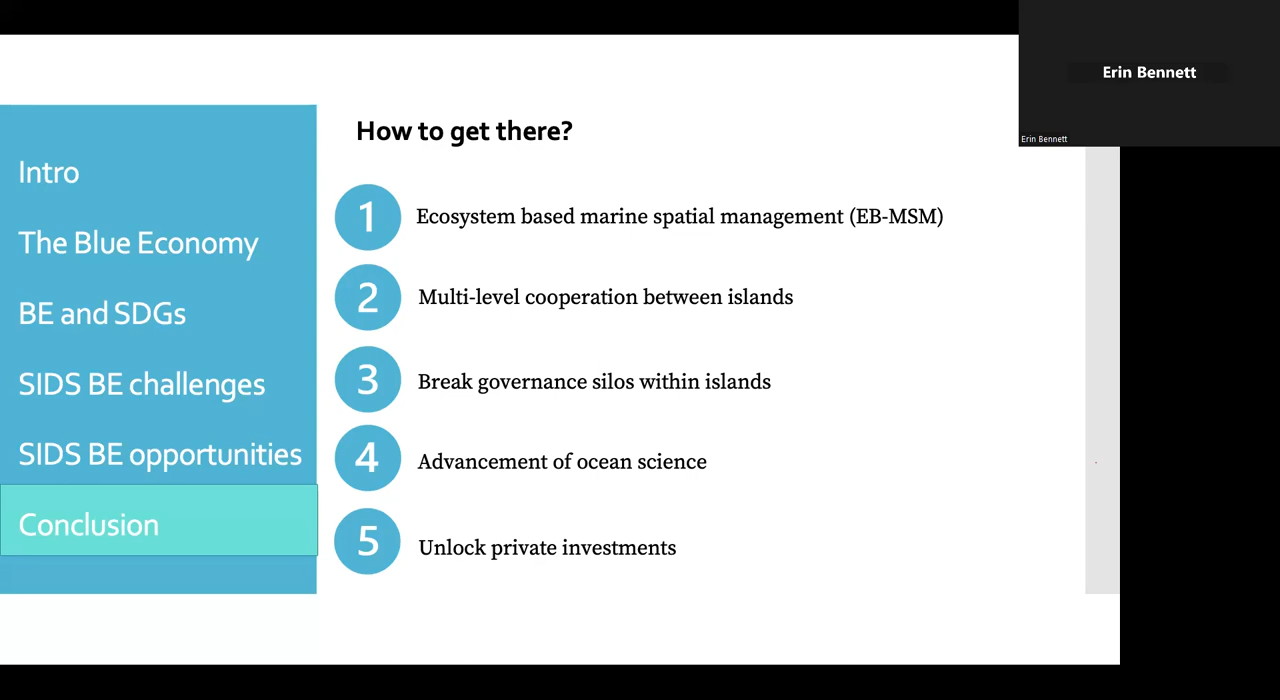 Erin Bennett
Erin Bennett
How to get there?
Intro
The Blue Economy
BE and SDGs
SIDS BE challenges
SIDS BE opportunities
Conclusion
1 Ecosystem based marine spatial management (EB-MSM)
2 Multi-level cooperation between islands
3 Break governance silos within islands
4 Advancement of ocean science
5 Unlock private investments